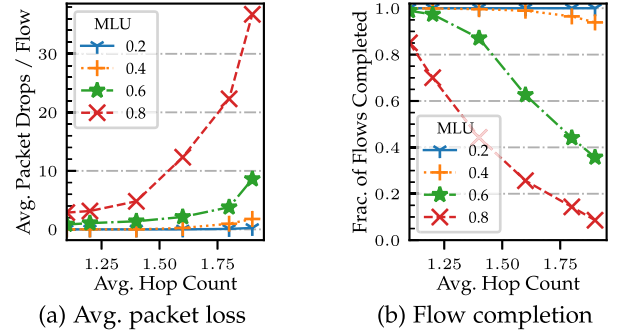 Avg. Packet Drops / Flow
30
20
10
0
MLU
0.2
0.4
0.6
0.8
1.25 1.50 1.75
Avg. Hop Count
(a) Avg. packet loss
Frac. of Flows Completed
1.0
0.8
0.6
0.4
0.2
0.0
MLU
0.2
0.4
0.6
0.8
1.25 1.50 1.75
Avg. Hop Count
(b) Flow completion